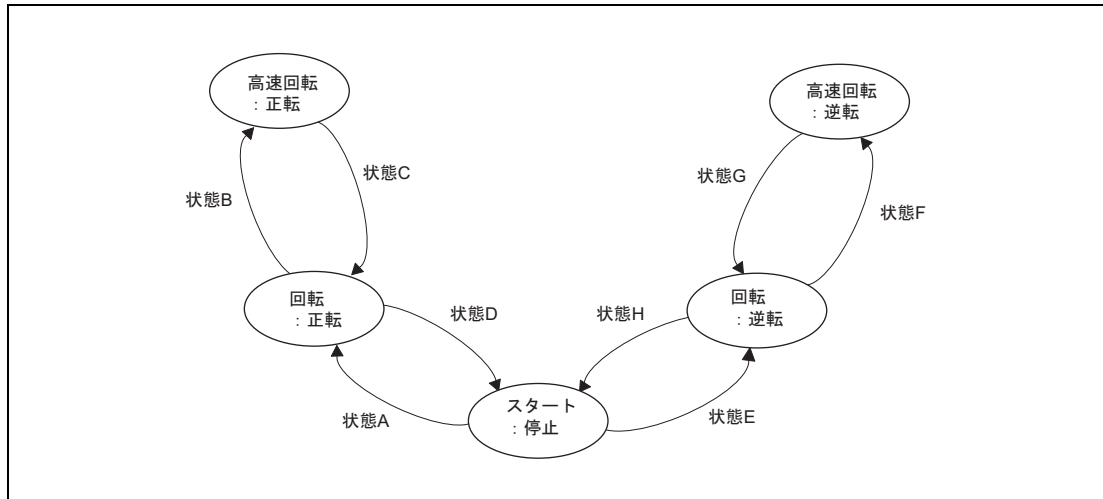 高速回転
：正転
高速回転
：逆転
状態C
状態G
状態B
状態F
回転
：正転
回転
：逆転
状態D
状態H
スタート
：停止
状態A
状態E